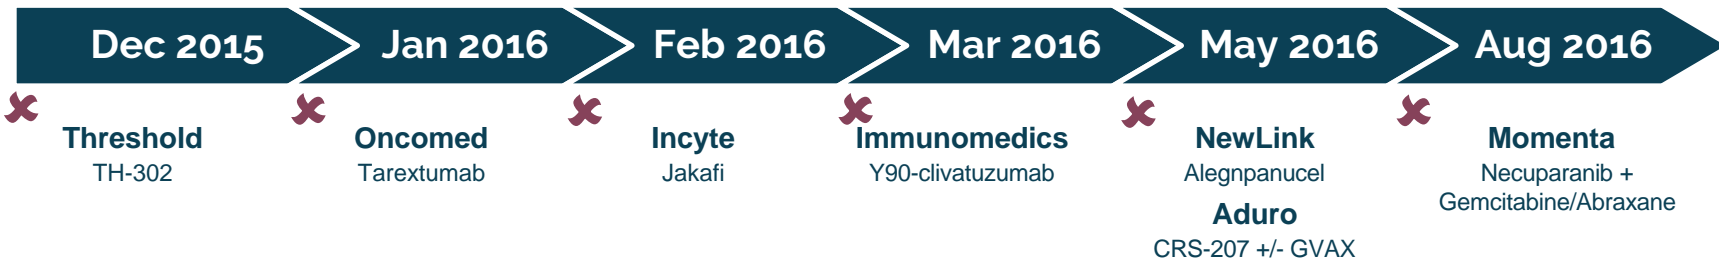 Dec 2015
Jan 2016
Feb 2016
Mar 2016
May 2016
Aug 2016
Threshold
TH-302
Oncomed
Tarextumab
Incyte
Jakafi
Immunomedics
Y90-clivatuzumab
NewLink
Alegnpanucel
Aduro
CRS-207 +/- GVAX
Momenta
Necuparanib +
Gemcitabine/Abraxane